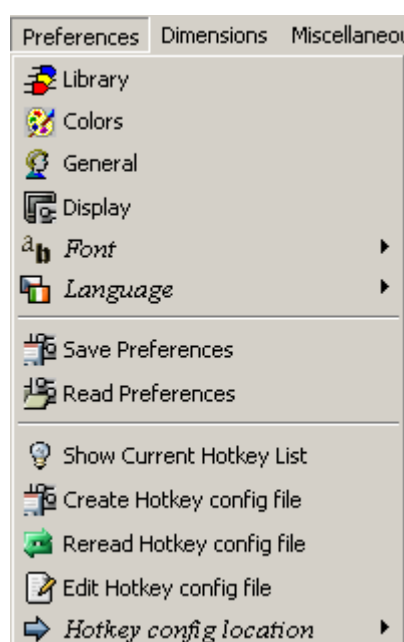 Preferences Dimensions
Library
Colors
General
Display
ab Font
Language
Save Preferences
Read Preferences
Show Current Hotkey List
Create Hotkey config file
Reread Hotkey config file
Edit Hotkey config file
Hotkey config location